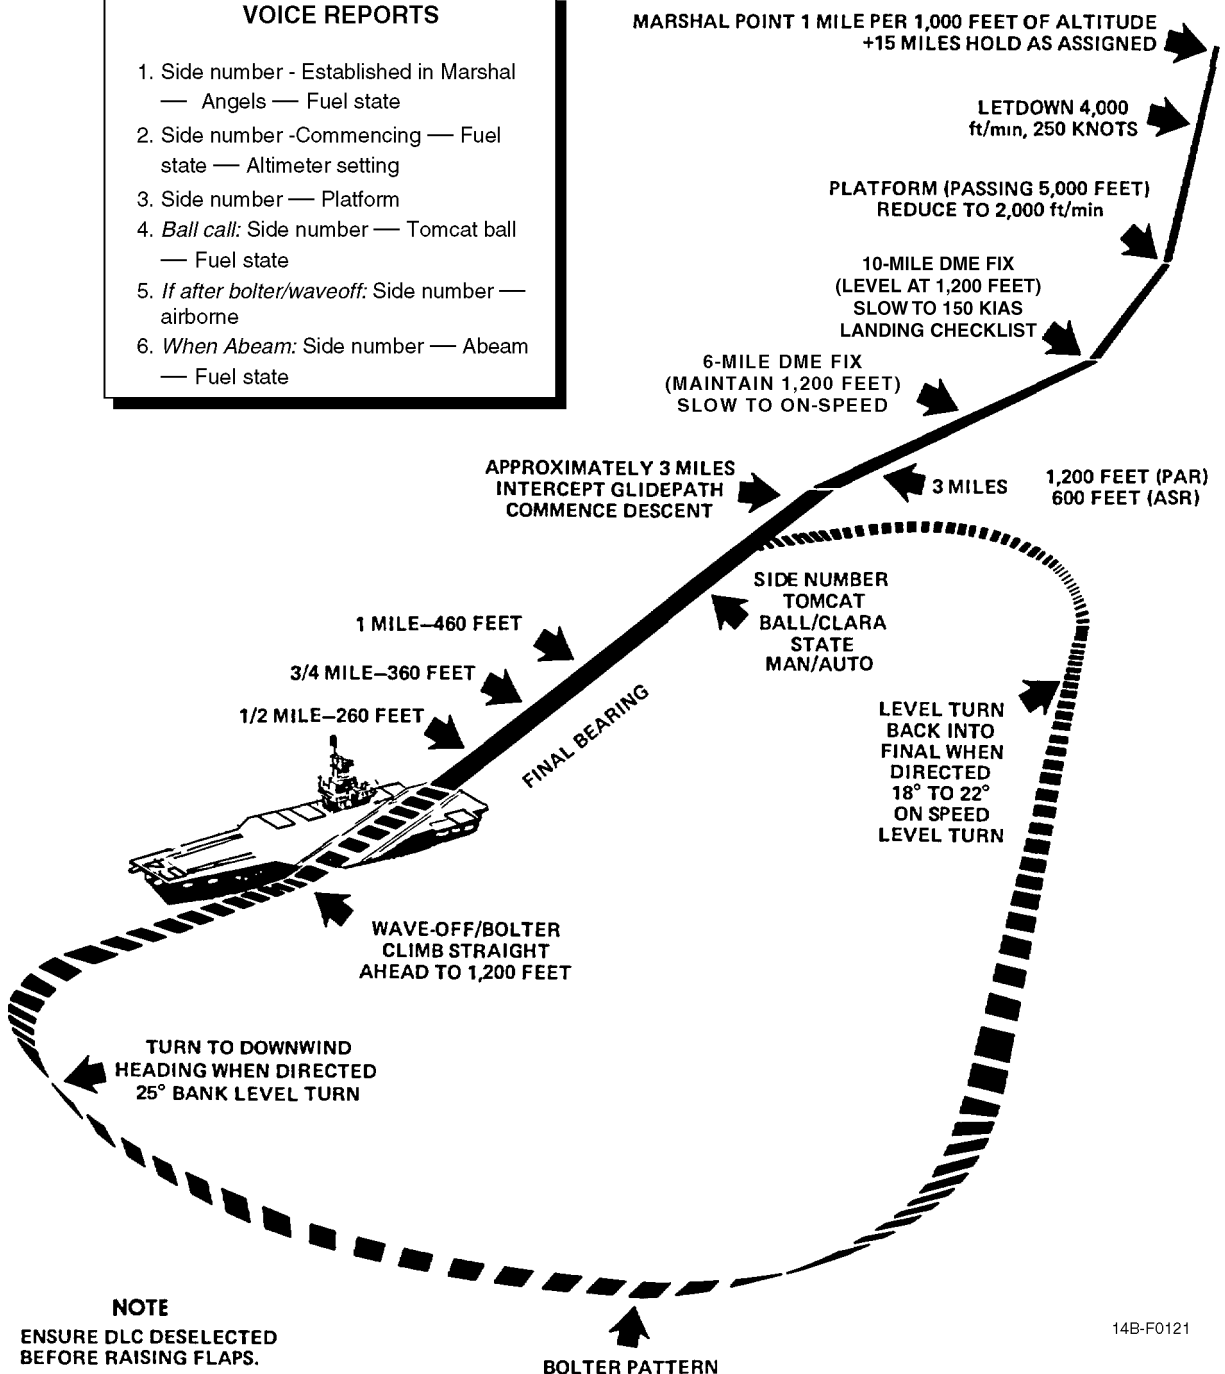 VOICE REPORTS
1. Side number - Established in Marshal
— Angels — Fuel state
2. Side number -Commencing — Fuel
state — Altimeter setting
3. Side number — Platform
4. Ball call: Side number — Tomcat ball
— Fuel state
5. If after bolter/waveoff: Side number —
airborne
6. When Abeam: Side number — Abeam
— Fuel state
MARSHAL POINT 1 MILE PER 1,000 FEET OF ALTITUDE
+15 MILES HOLD AS ASSIGNED
LETDOWN 4,000
ft/min, 250 KNOTS
PLATFORM (PASSING 5,000 FEET)
REDUCE TO 2,000 ft/min
10-MILE DME FIX
(LEVEL AT 1,200 FEET)
SLOW TO 150 KIAS
LANDING CHECKLIST
6-MILE DME FIX
(MAINTAIN 1,200 FEET)
SLOW TO ON-SPEED
APPROXIMATELY 3 MILES
INTERCEPT GLIDEPATH
COMMENCE DESCENT
3 MILES
1,200 FEET (PAR)
600 FEET (ASR)
SIDE NUMBER
TOMCAT
BALL/CLARA
STATE
MAN/AUTO
1 MILE–460 FEET
3/4 MILE–360 FEET
1/2 MILE–260 FEET
FINAL BEARING
LEVEL TURN
BACK INTO
FINAL WHEN
DIRECTED
18° TO 22°
ON SPEED
LEVEL TURN
WAVE-OFF/BOLTER
CLIMB STRAIGHT
AHEAD TO 1,200 FEET
TURN TO DOWNWIND
HEADING WHEN DIRECTED
25° BANK LEVEL TURN
NOTE
ENSURE DLC DESELECTED
BEFORE RAISING FLAPS.
BOLTER PATTERN
14B-F0121